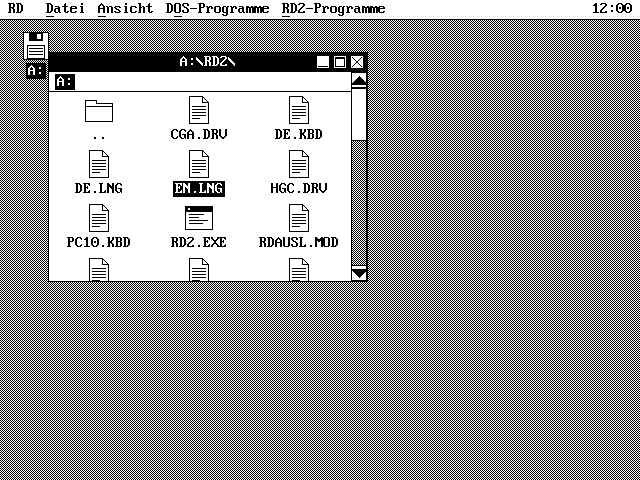 RD Datei Ansicht DOS-Programme RD2-Programme 12:00
A:\RD2\
A:
A:
.. CGA.DRV DE.KBD
DE.LNG EN.LNG HGC.DRV
PC10.KBD RD2.EXE RDAUSL.MOD